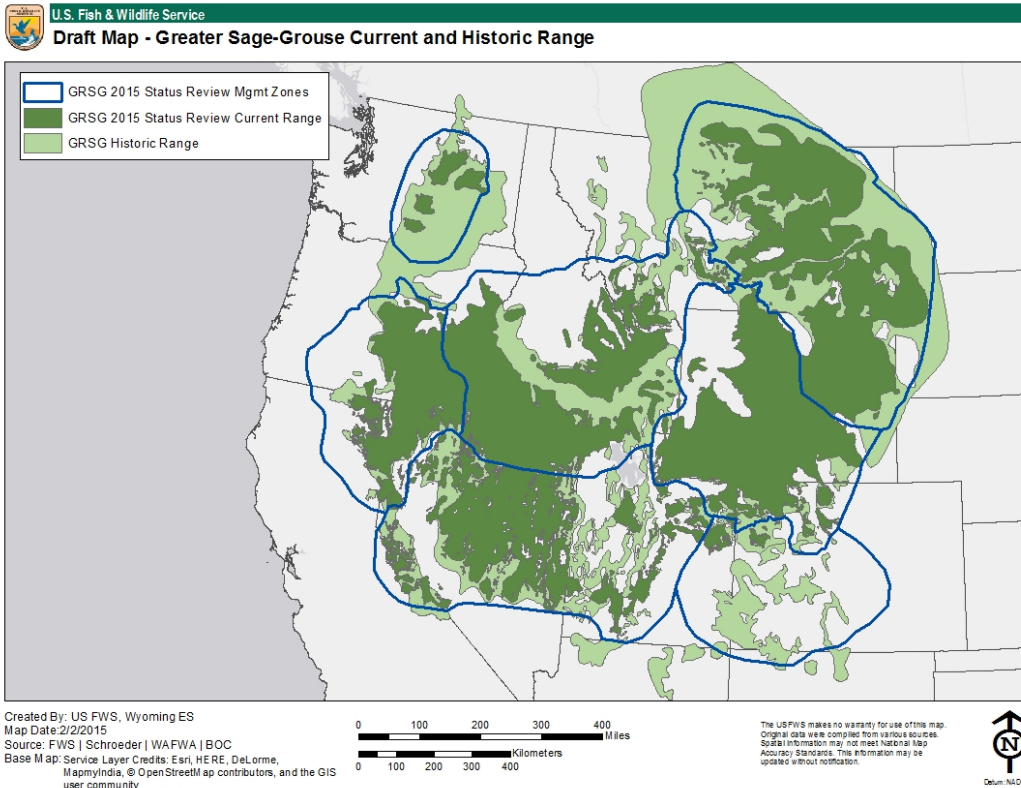 U.S. Fish & Wildlife Service
Draft Map - Greater Sage-Grouse Current and Historic Range
GRSG 2015 Status Review Mgmt Zones
GRSG 2015 Status Review Current Range
GRSG Historic Range
Created By: US FWS, Wyoming ES
Map Date:2/2/2015
Source: FWS | Schroeder | WAFWA | BOC
Base Map: Service Layer Credits: Esri, HERE, DeLorme,
MapmyIndia, © OpenStreetMap contributors, and the GIS
user community
0 100 200 300 400
Miles
Kilometers
0 100 200 300 400
The USFWS makes no warranty for use of this map.
Original data were compiled from various sources.
Spatial information may not meet National Map
Accuracy Standards. This information may be
updated without notification.
N
Datum: NAD